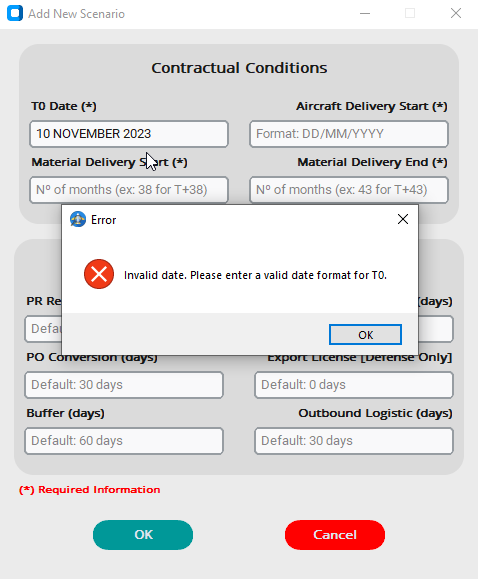 Add New Scenario
Contractual Conditions
T0 Date (*) Aircraft Delivery Start (*)
10 NOVEMBER 2023 Format: DD/MM/YYYY
Material Delivery Start (*) Material Delivery End (*)
Nº of months (ex: 38 for T+38) Nº of months (ex: 43 for T+43)
Error
Invalid date. Please enter a valid date format for T0.
OK
PR Re (days)
Defau
PO Conversion (days) Export License [Defense Only]
Default: 30 days Default: 0 days
Buffer (days) Outbound Logistic (days)
Default: 60 days Default: 30 days
(*) Required Information
OK Cancel